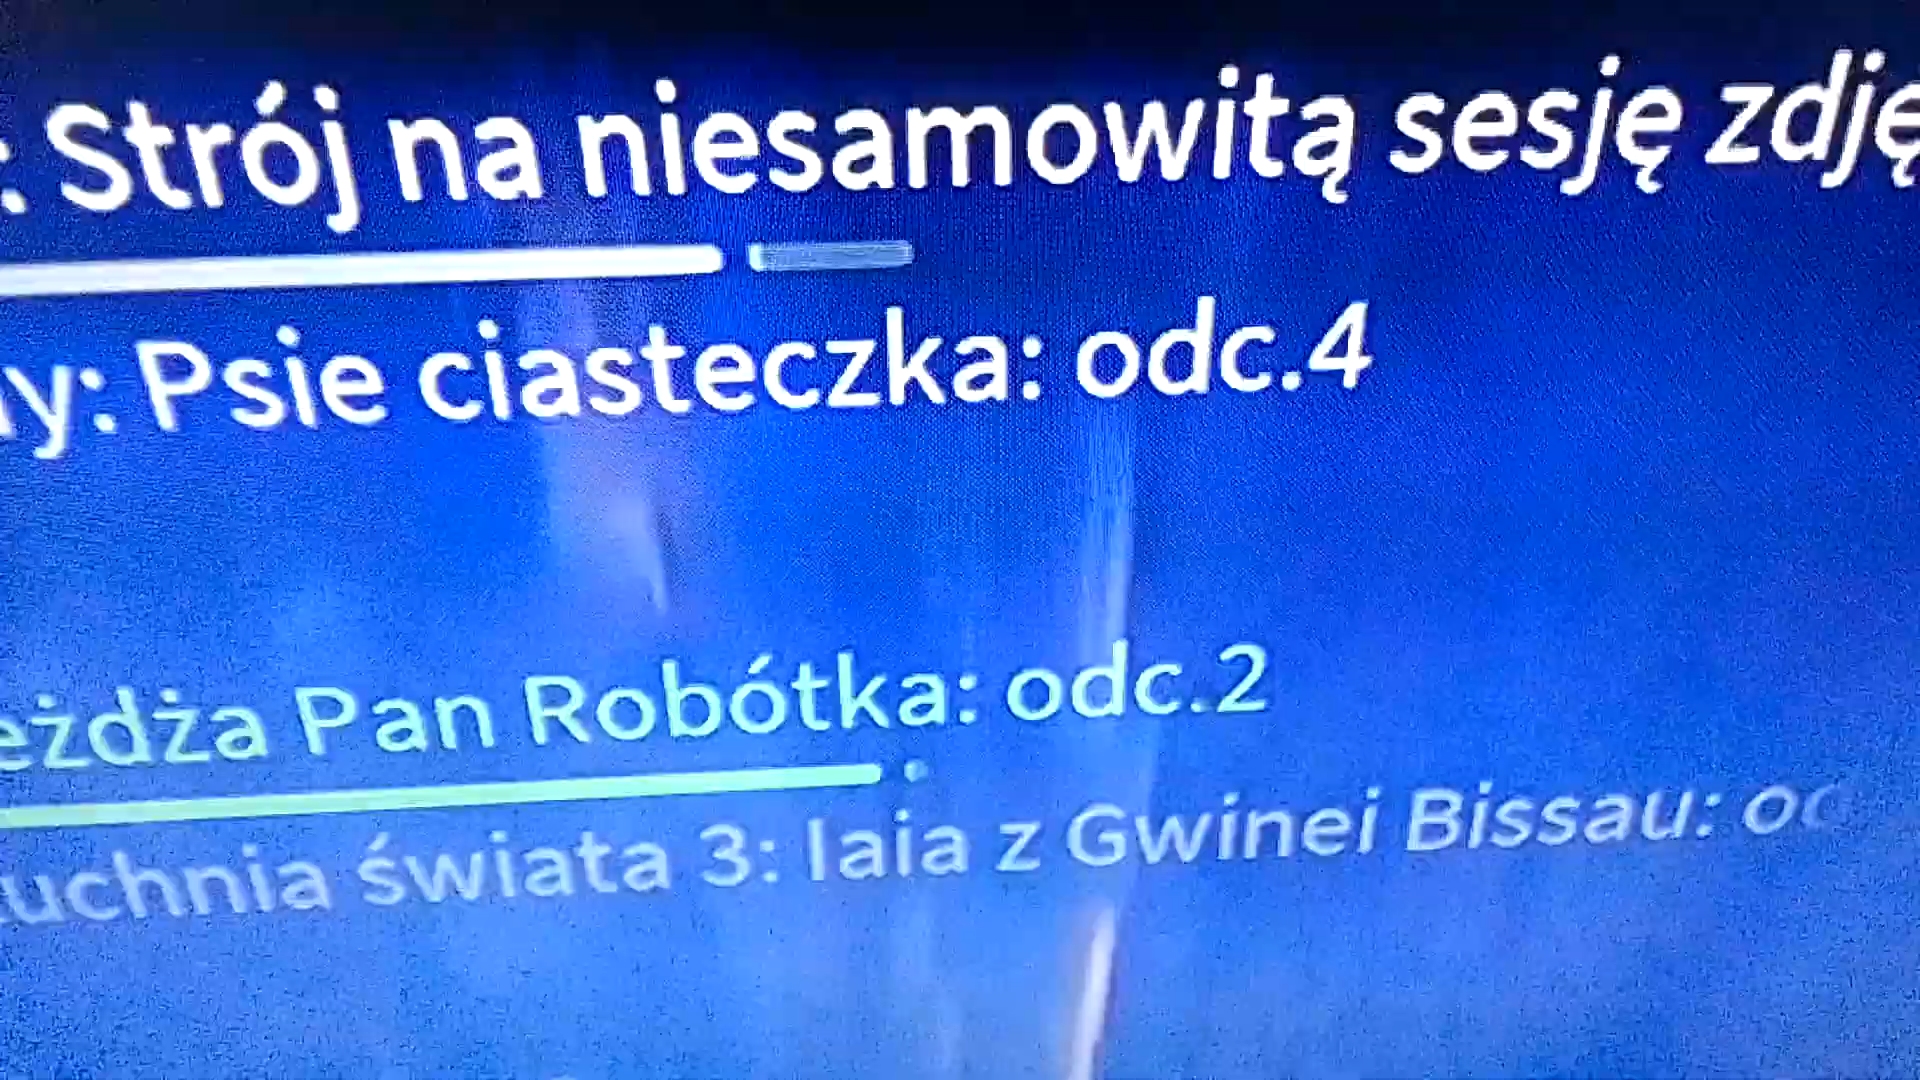 : Strój na niesamowitą sesję zdję
y: Psie ciasteczka: odc.4
eżdża Pan Robótka: odc.2
uchnia świata 3: Iaia z Gwinei Bissau: od